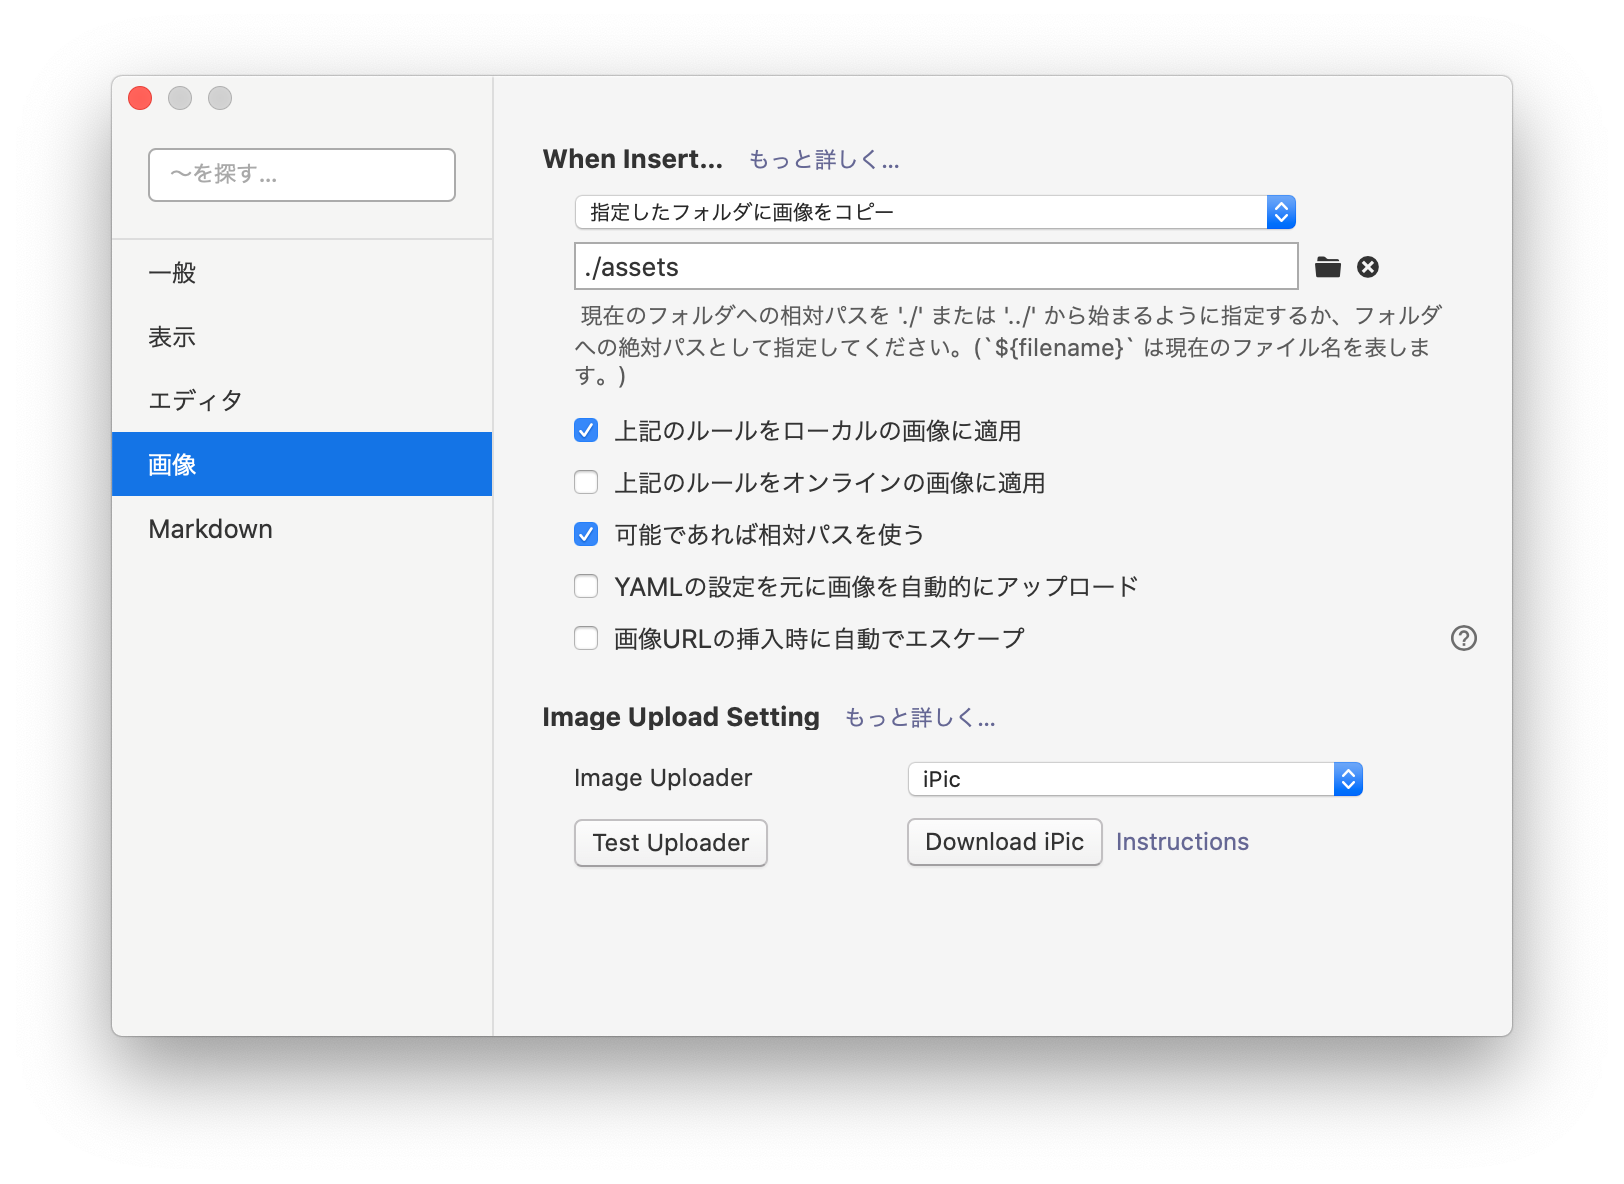 〜を探す...
一般
表示
エディタ
画像
Markdown
When Insert... もっと詳しく...
指定したフォルダに画像をコピー
./assets
現在のフォルダへの相対パスを './' または '../' から始まるように指定するか、フォルダ
への絶対パスとして指定してください。(`${filename}` は現在のファイル名を表しま
す。)
上記のルールをローカルの画像に適用
上記のルールをオンラインの画像に適用
可能であれば相対パスを使う
YAMLの設定を元に画像を自動的にアップロード
画像URLの挿入時に自動でエスケープ
Image Upload Setting もっと詳しく...
Image Uploader iPic
Test Uploader Download iPic Instructions